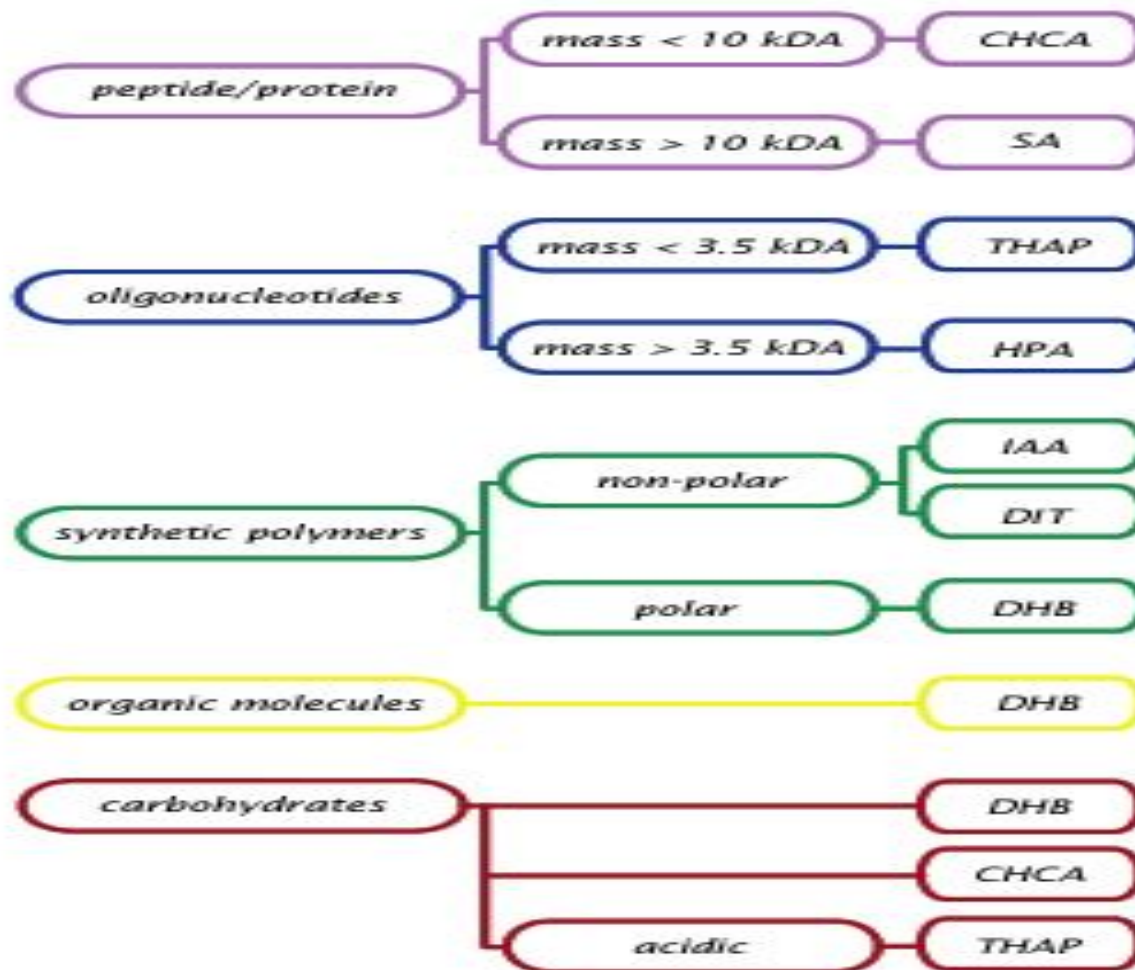 mass < 10 kDA
CHCA
peptide/protein
mass > 10 kDA
SA
mass < 3.5 kDA
THAP
oligonucleotides
mass > 3.5 kDA
HPA
IAA
non-polar
DIT
synthetic polymers
polar
DHB
organic molecules
DHB
carbohydrates
DHB
CHCA
acidic
THAP